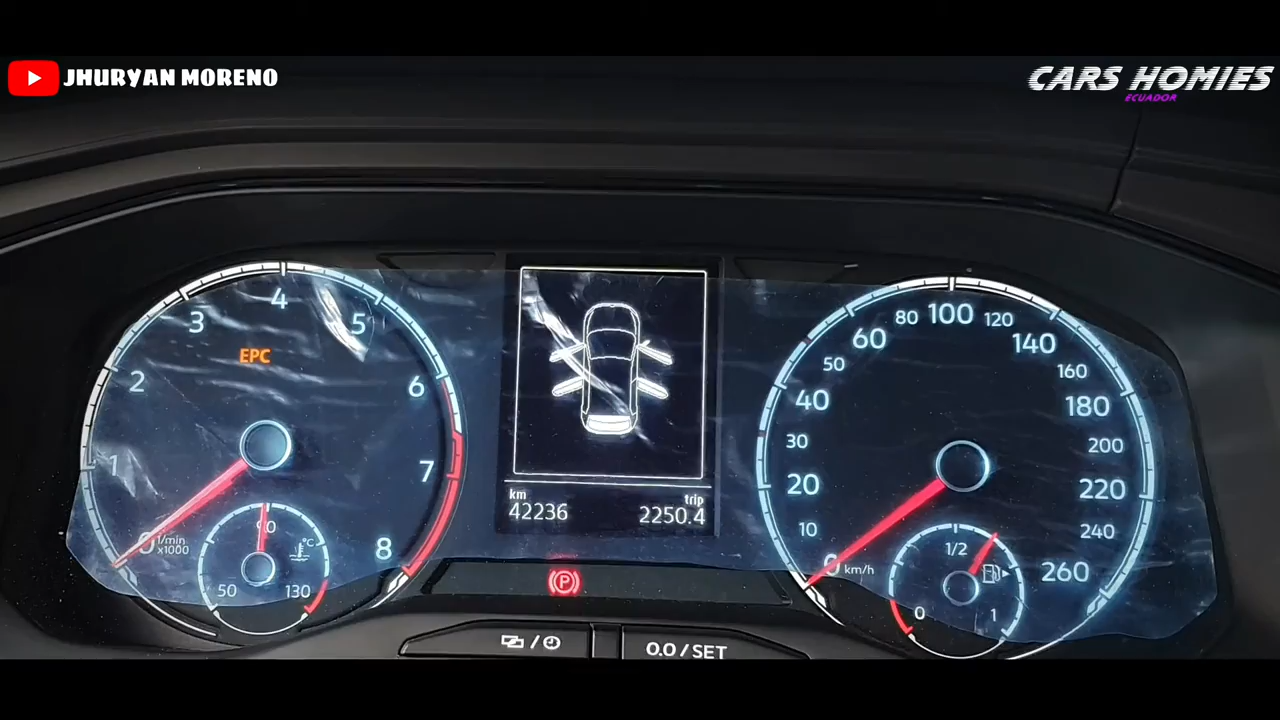 JHURYAN MORENO
CARS HOMIES
ECUADOR
1 2 3 4 5 6 7 8
EPC
0 1/min
x1000
50 90 130
°C
km
42236
trip
2250.4
0 10 20 30 40 50 60 80 100 120 140 160 180 200 220 240 260
km/h
0 1/2 1
P
/
0.0 / SET